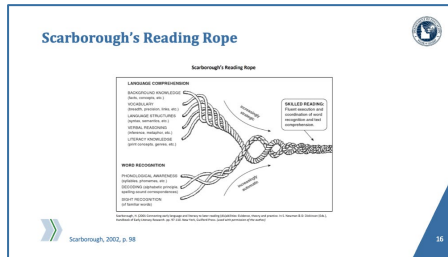 Scarborough's Reading Rope
Scarborough's Reading Rope
LANGUAGE COMPREHENSION
BACKGROUND KNOWLEDGE
(facts, concepts, etc.)
VOCABULARY
(breadth, precision, links, etc.)
LANGUAGE STRUCTURES
(syntax, semantics, etc.)
VERBAL REASONING
(inference, metaphor, etc.)
LITERACY KNOWLEDGE
(print concepts, genres, etc.)
increasingly
strategic
SKILLED READING:
Fluent execution and
coordination of word
recognition and text
comprehension.
WORD RECOGNITION
PHONOLOGICAL AWARENESS
(syllables, phonemes, etc.)
DECODING (alphabetic principle,
spelling-sound correspondences)
SIGHT RECOGNITION
(of familiar words)
increasingly
automatic
Scarborough, 2002, p. 98
16